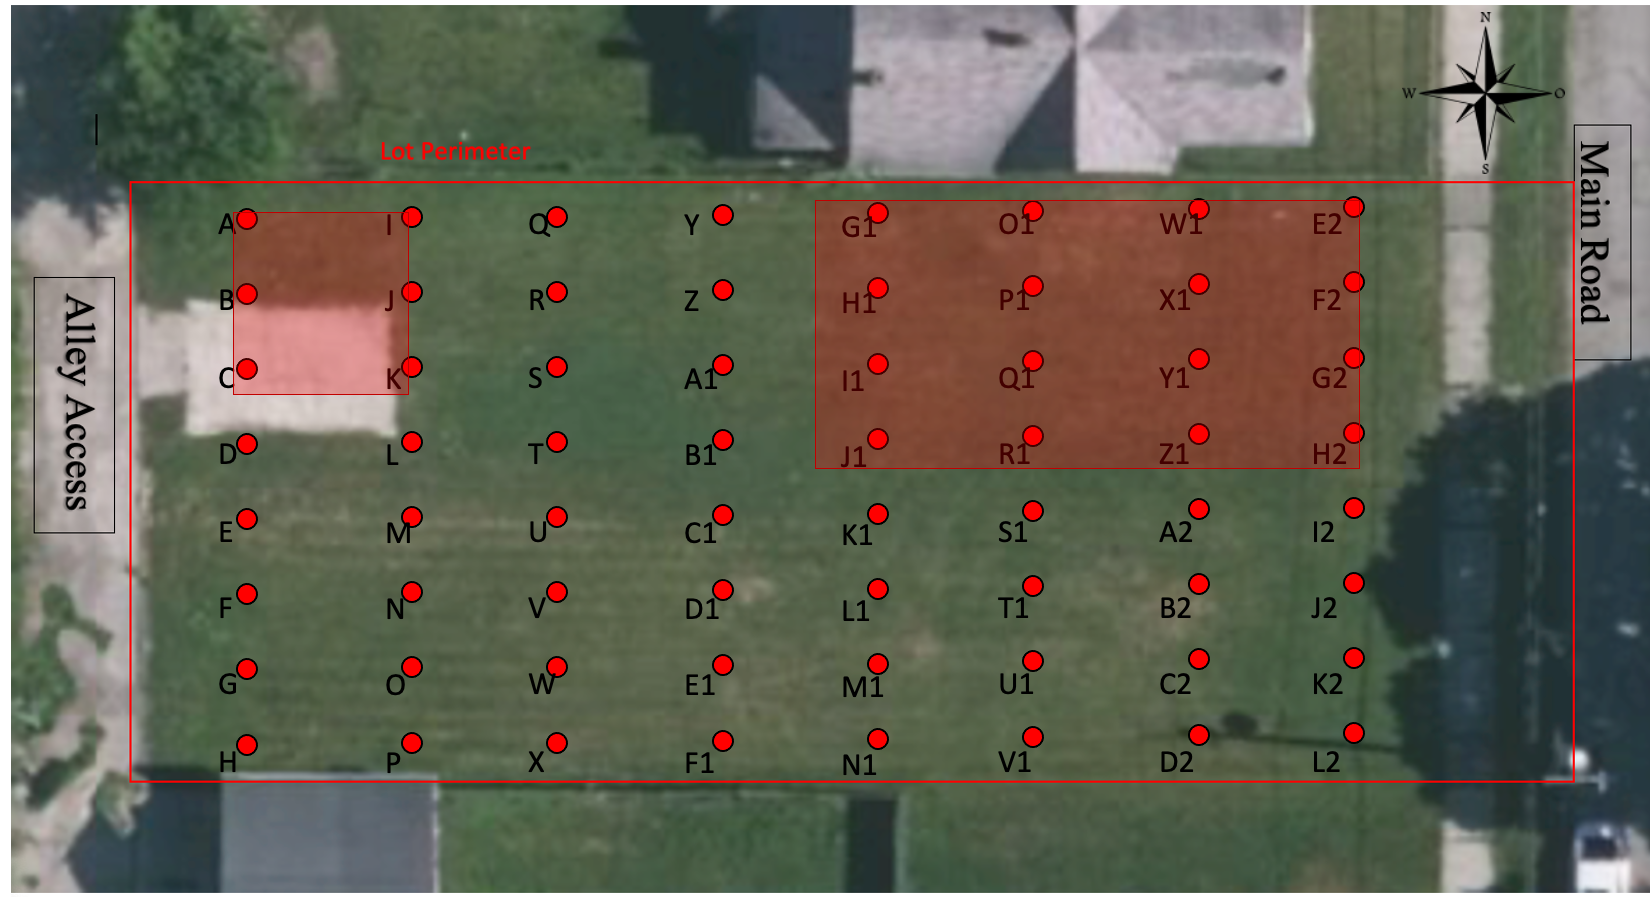 N
W O
S
Lot Perimeter
Main Road
Alley Access
A I Q Y G1 O1 W1 E2
B J R Z H1 P1 X1 F2
C K S A1 I1 Q1 Y1 G2
D L T B1 J1 R1 Z1 H2
E M U C1 K1 S1 A2 I2
F N V D1 L1 T1 B2 J2
G O W E1 M1 U1 C2 K2
H P X F1 N1 V1 D2 L2